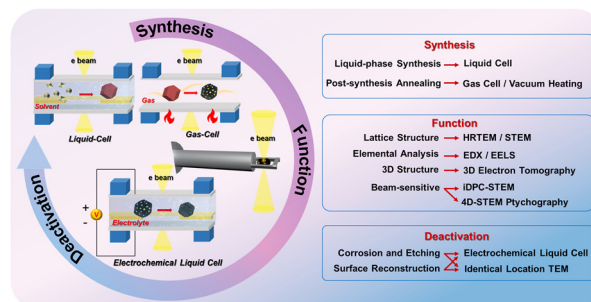 e beam
e beam
Solvent
Gas
Liquid-Cell
Gas-Cell
e beam
e beam
+
V
-
Electrolyte
Electrochemical Liquid Cell
Function
Deactivation
Synthesis
Liquid-phase Synthesis → Liquid Cell
Post-synthesis Annealing → Gas Cell / Vacuum Heating
Function
Lattice Structure → HRTEM / STEM
Elemental Analysis → EDX / EELS
3D Structure → 3D Electron Tomography
Beam-sensitive → iDPC-STEM
4D-STEM Ptychography
Deactivation
Corrosion and Etching → Electrochemical Liquid Cell
Surface Reconstruction → Identical Location TEM